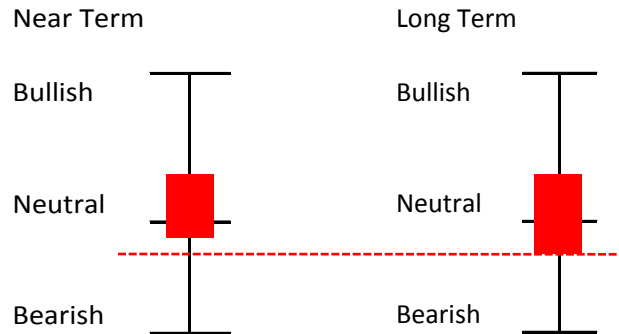 Near Term
Long Term
Bullish
Bullish
Neutral
Neutral
Bearish
Bearish